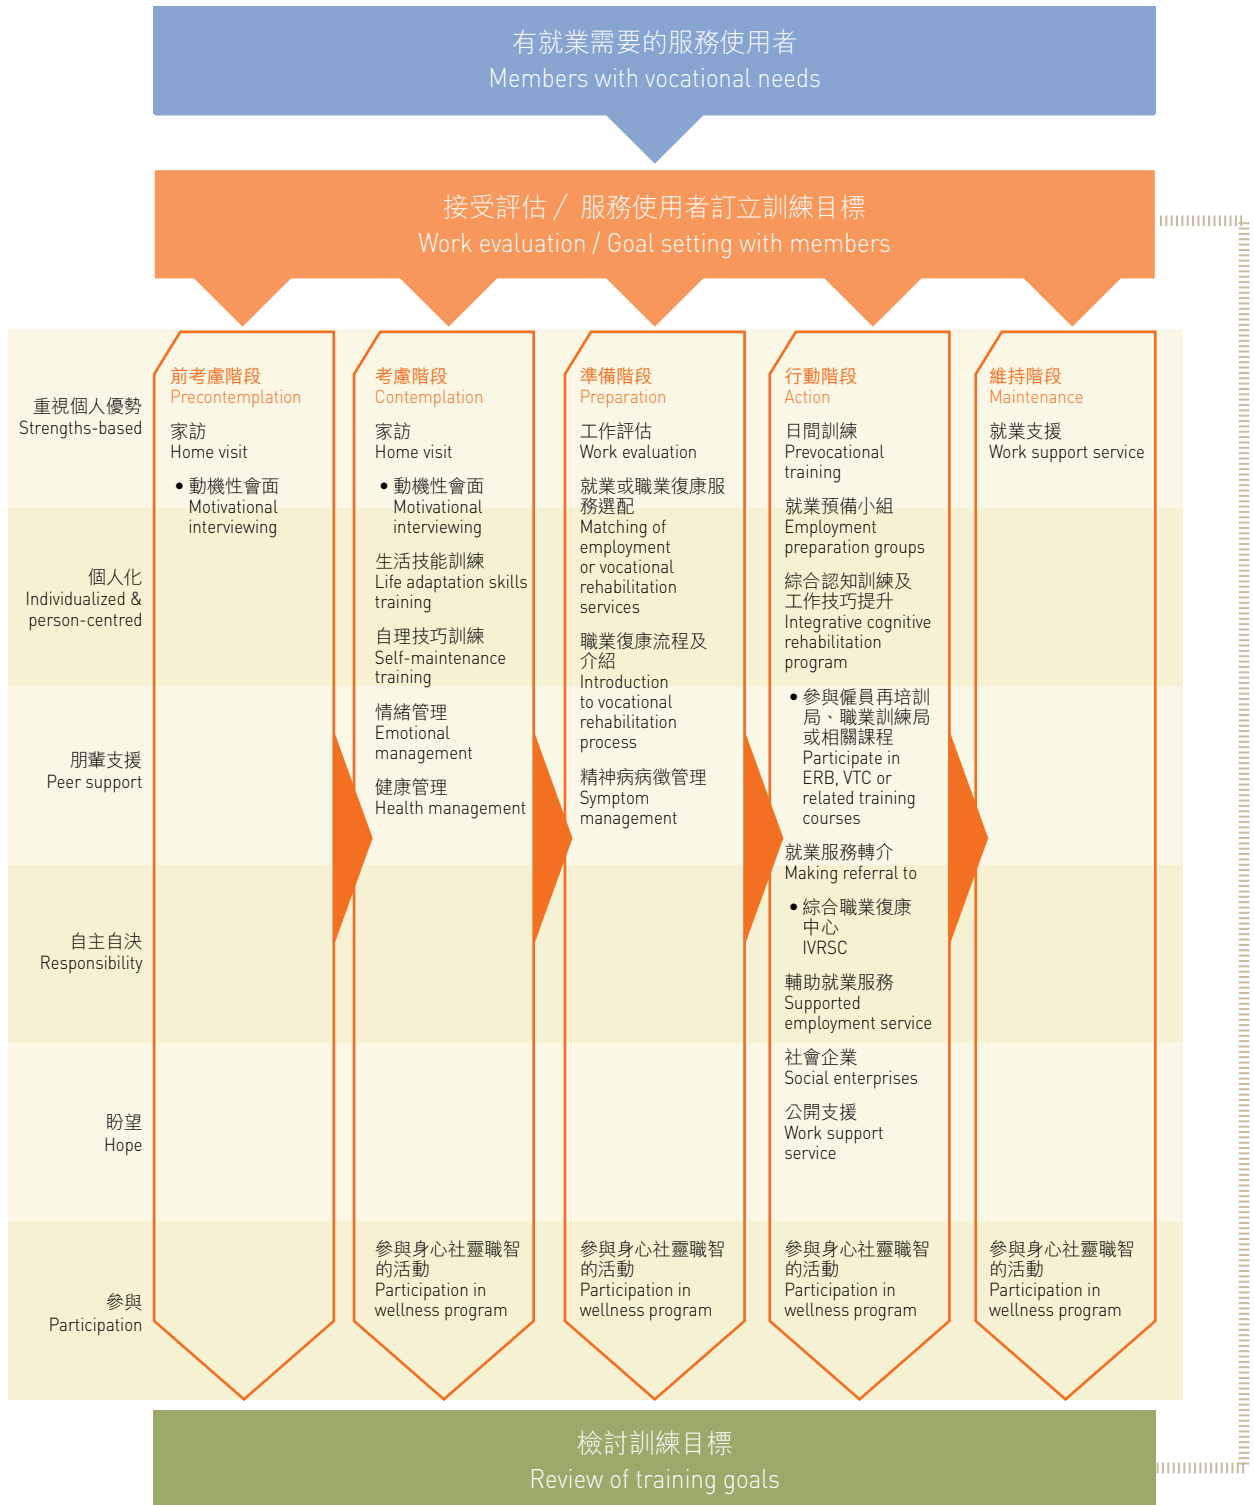 有就業需要的服務使用者
Members with vocational needs
接受評估 / 服務使用者訂立訓練目標
Work evaluation / Goal setting with members
重視個人優勢
Strengths-based
個人化
Individualized &
person-centred
朋輩支援
Peer support
自主自決
Responsibility
盼望
Hope
參與
Participation
前考慮階段
Precontemplation
家訪
Home visit
• 動機性會面
Motivational
interviewing
考慮階段
Contemplation
家訪
Home visit
• 動機性會面
Motivational
interviewing
生活技能訓練
Life adaptation skills
training
自理技巧訓練
Self-maintenance
training
情緒管理
Emotional
management
健康管理
Health management
參與身心社靈職智
的活動
Participation in
wellness program
準備階段
Preparation
工作評估
Work evaluation
就業或職業復康服
務選配
Matching of
employment
or vocational
rehabilitation
services
職業復康流程及
介紹
Introduction
to vocational
rehabilitation
process
精神病病徵管理
Symptom
management
參與身心社靈職智
的活動
Participation in
wellness program
行動階段
Action
日間訓練
Prevocational
training
就業預備小組
Employment
preparation groups
綜合認知訓練及
工作技巧提升
Integrative cognitive
rehabilitation
program
• 參與僱員再培訓
局、職業訓練局
或相關課程
Participate in
ERB, VTC or
related training
courses
就業服務轉介
Making referral to
• 綜合職業復康
中心
IVRSC
輔助就業服務
Supported
employment service
社會企業
Social enterprises
公開支援
Work support
service
參與身心社靈職智
的活動
Participation in
wellness program
維持階段
Maintenance
就業支援
Work support service
參與身心社靈職智
的活動
Participation in
wellness program
檢討訓練目標
Review of training goals